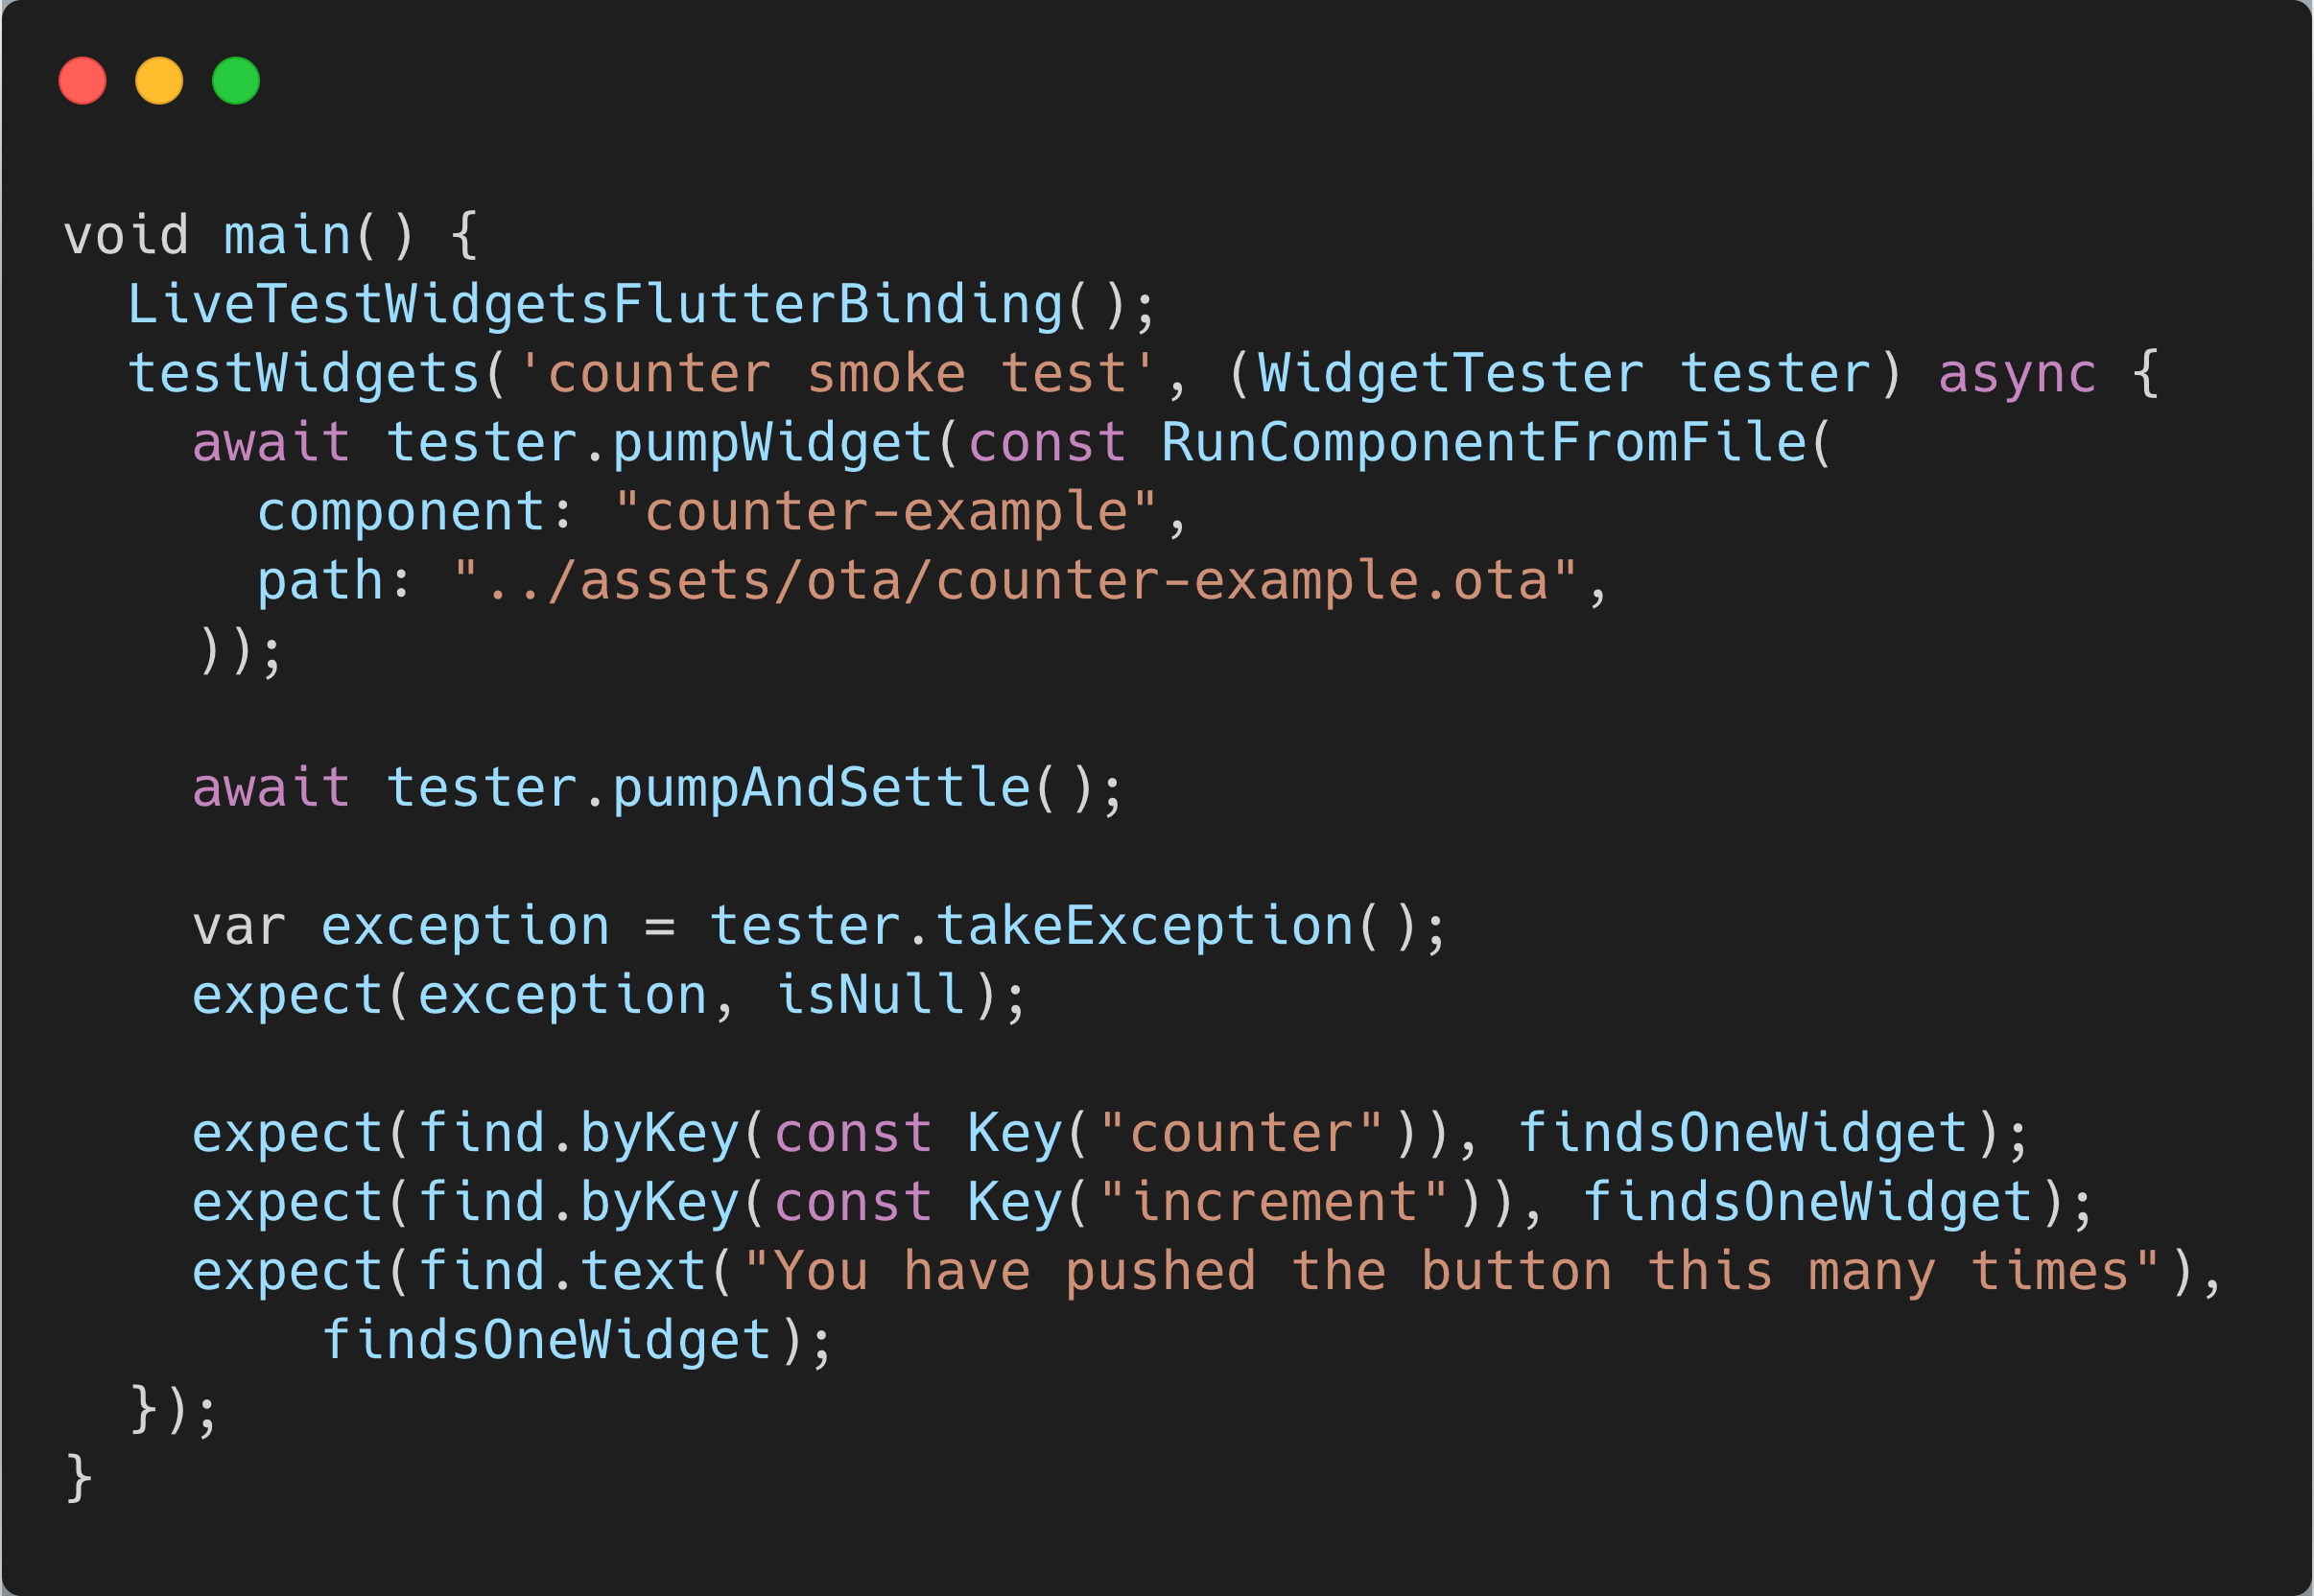 void main() {
  LiveTestWidgetsFlutterBinding();
  testWidgets('counter smoke test', (WidgetTester tester) async {
    await tester.pumpWidget(const RunComponentFromFile(
      component: "counter-example",
      path: "../assets/ota/counter-example.ota",
    ));

    await tester.pumpAndSettle();

    var exception = tester.takeException();
    expect(exception, isNull);

    expect(find.byKey(const Key("counter")), findsOneWidget);
    expect(find.byKey(const Key("increment")), findsOneWidget);
    expect(find.text("You have pushed the button this many times"),
        findsOneWidget);
  });
}